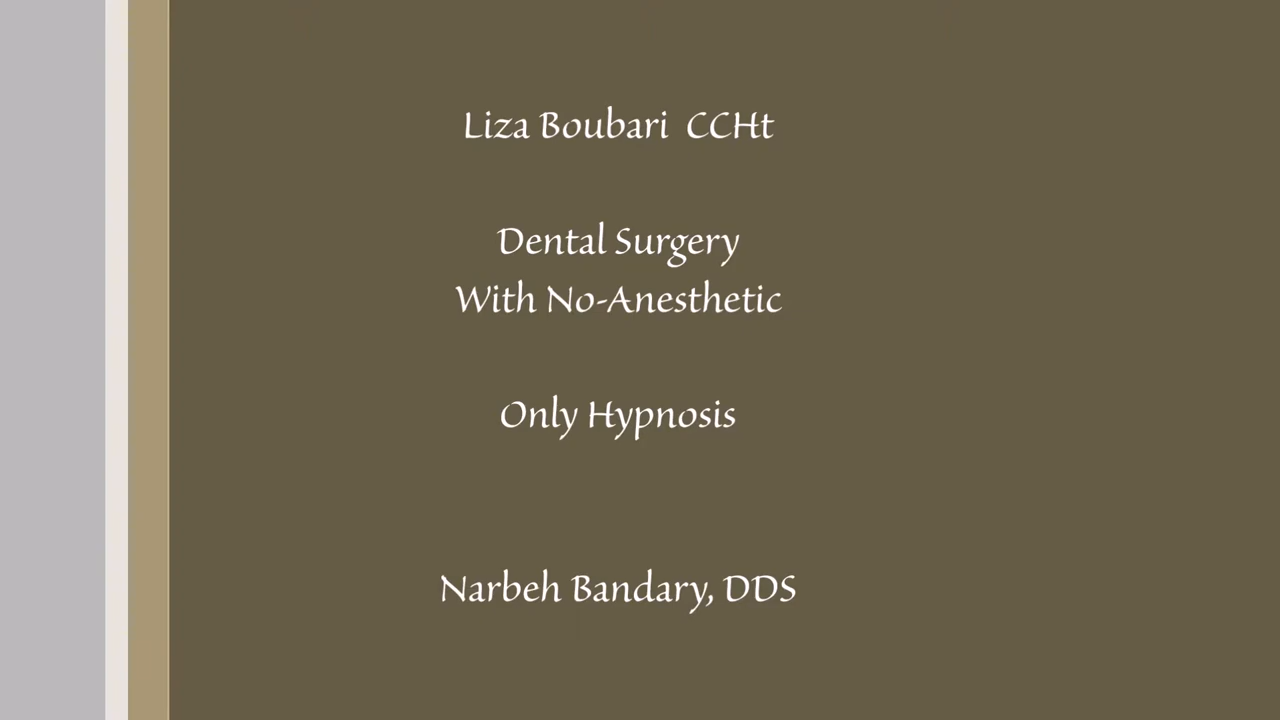 Liza Boubari CCHt
Dental Surgery
With No-Anesthetic
Only Hypnosis
Narbeh Bandary, DDS